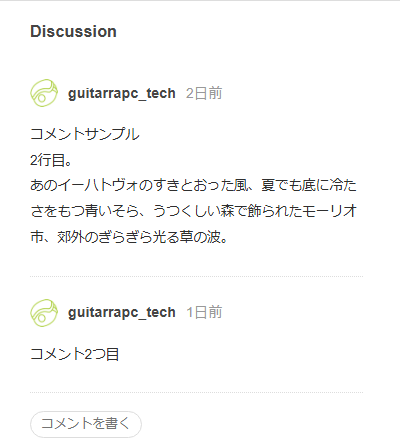 Discussion
guitarrapc_tech 2日前
コメントサンプル
2行目。
あのイーハトヴォのすきとおった風、夏でも底に冷た
さをもつ青いそら、うつくしい森で飾られたモーリオ
市、郊外のぎらぎら光る草の波。
guitarrapc_tech 1日前
コメント2つ目
コメントを書く